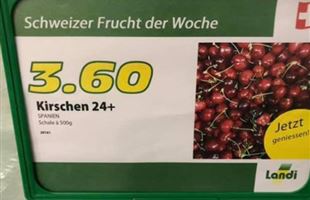 Schweizer Frucht der Woche
3.60
Kirschen 24+
SPANIEN
Schale à 500g
Jetzt
geniessen!
Landi